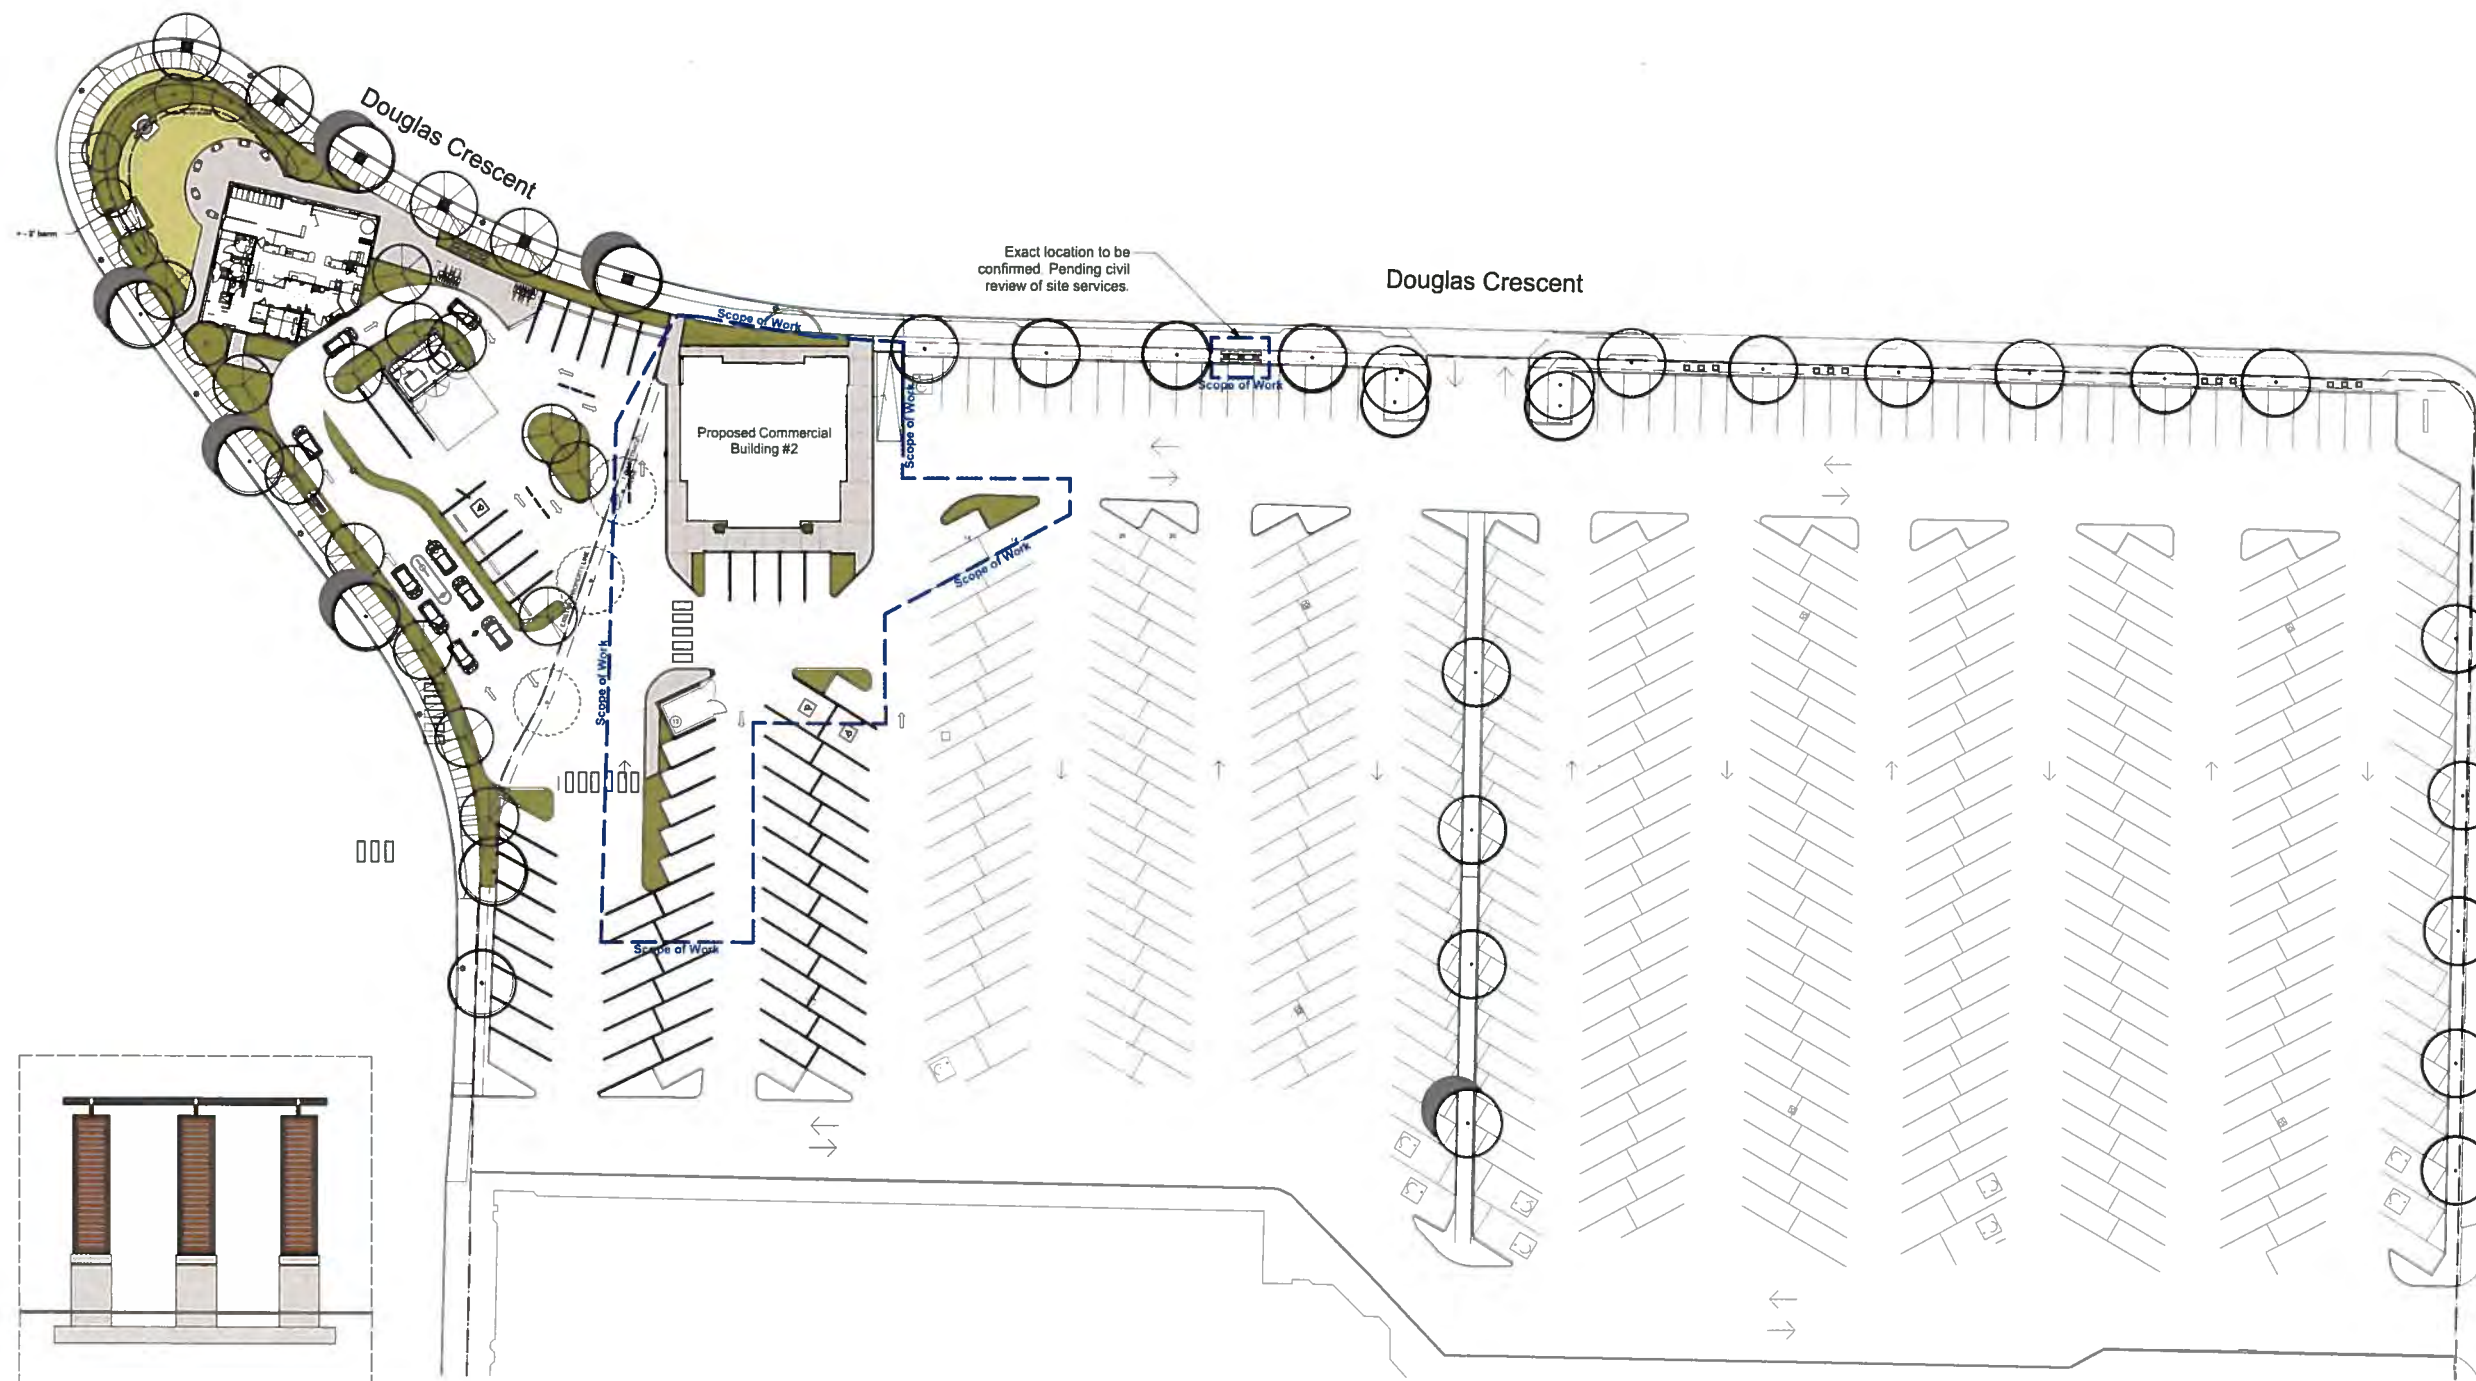 Douglas Crescent
Exact location to be
confirmed. Pending civil
review of site services.
Douglas Crescent
Scope of Work
Scope of Work
Scope of Work
Proposed Commercial
Building #2
Scope of Work
Scope of Work
Scope of Work